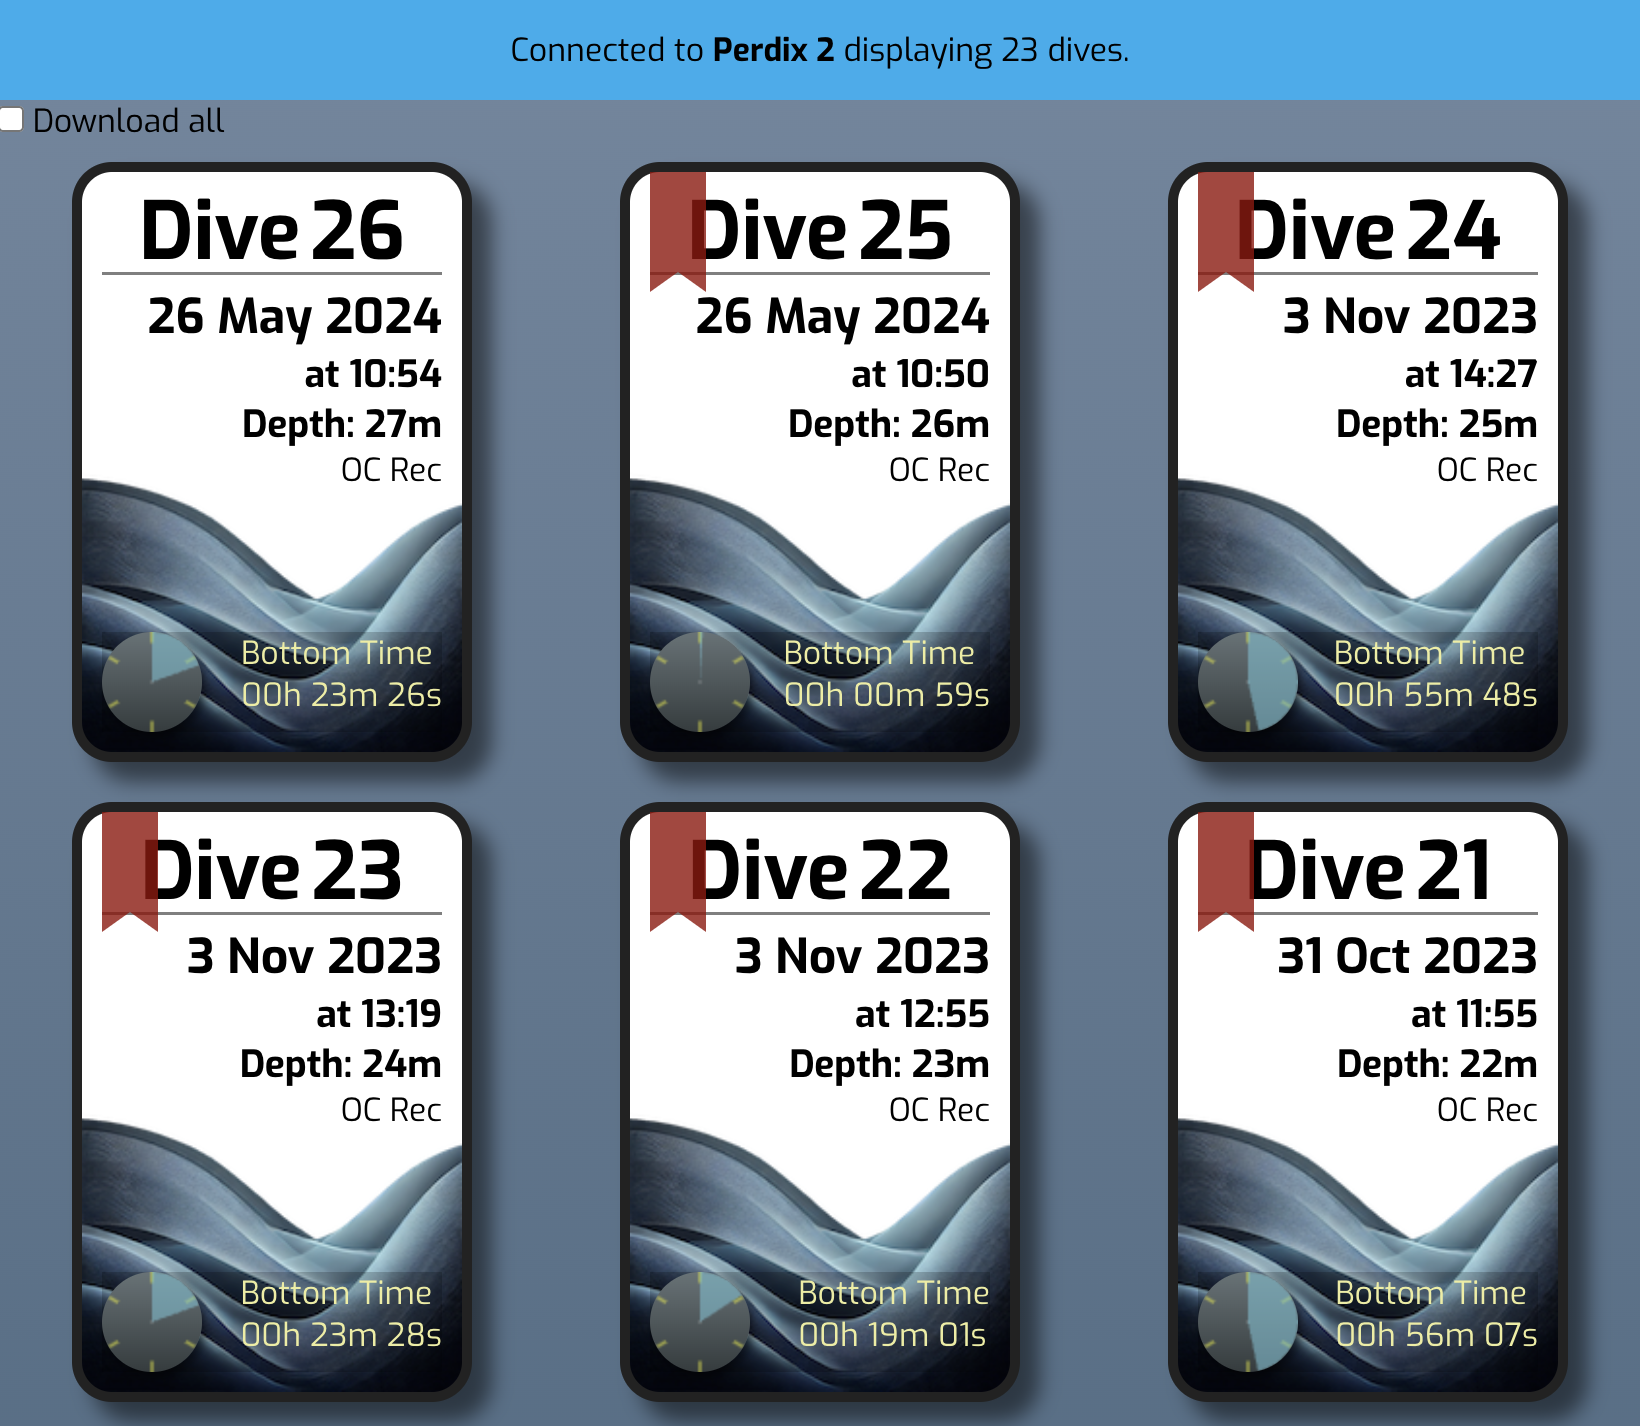 Connected to Perdix 2 displaying 23 dives.
Download all
Dive 26
26 May 2024
at 10:54
Depth: 27m
OC Rec
Bottom Time
00h 23m 26s
Dive 25
26 May 2024
at 10:50
Depth: 26m
OC Rec
Bottom Time
00h 00m 59s
Dive 24
3 Nov 2023
at 14:27
Depth: 25m
OC Rec
Bottom Time
00h 55m 48s
Dive 23
3 Nov 2023
at 13:19
Depth: 24m
OC Rec
Bottom Time
00h 23m 28s
Dive 22
3 Nov 2023
at 12:55
Depth: 23m
OC Rec
Bottom Time
00h 19m 01s
Dive 21
31 Oct 2023
at 11:55
Depth: 22m
OC Rec
Bottom Time
00h 56m 07s